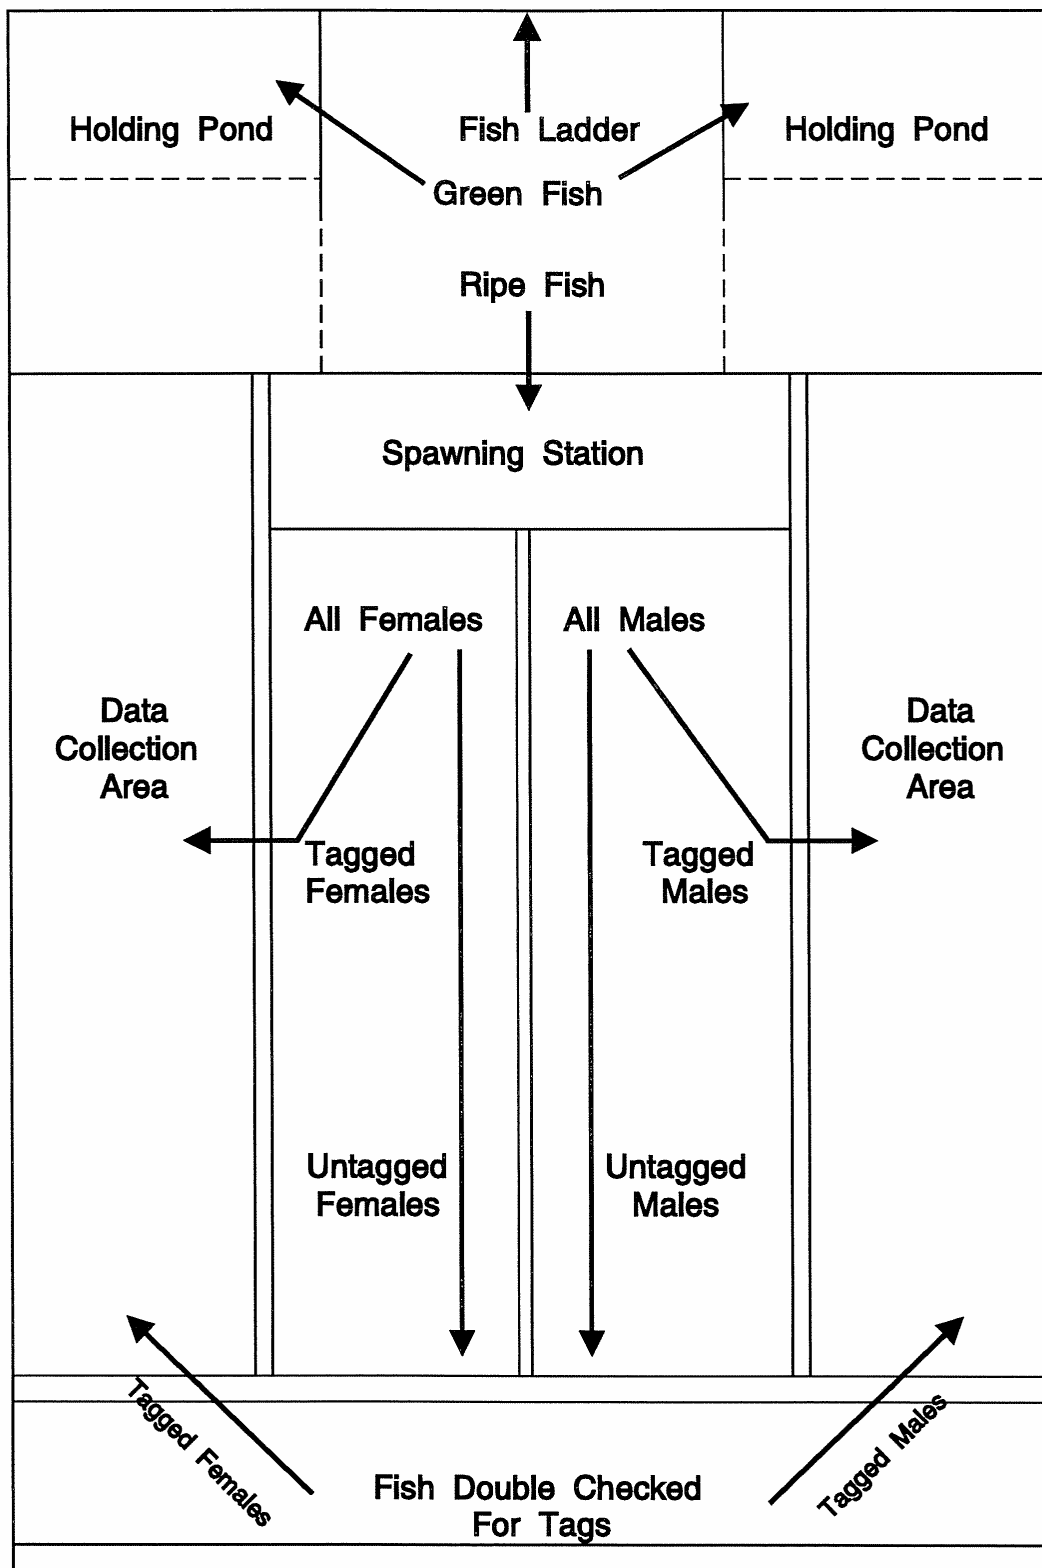 Holding Pond
Fish Ladder
Holding Pond
Green Fish
Ripe Fish
Spawning Station
All Females
All Males
Data
Collection
Area
Data
Collection
Area
Tagged
Females
Tagged
Males
Untagged
Females
Untagged
Males
Tagged Females
Tagged Males
Fish Double Checked
For Tags